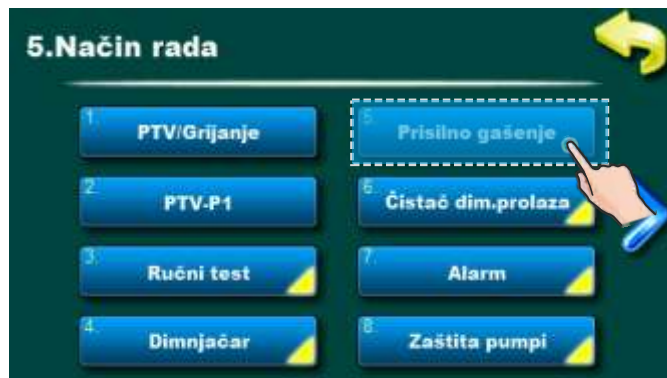 5.Način rada
1. PTV/Grijanje
2. PTV-P1
3. Ručni test
4. Dimnjačar
5. Prisilno gašenje
6. Čistač dim.prolaza
7. Alarm
8. Zaštita pumpi